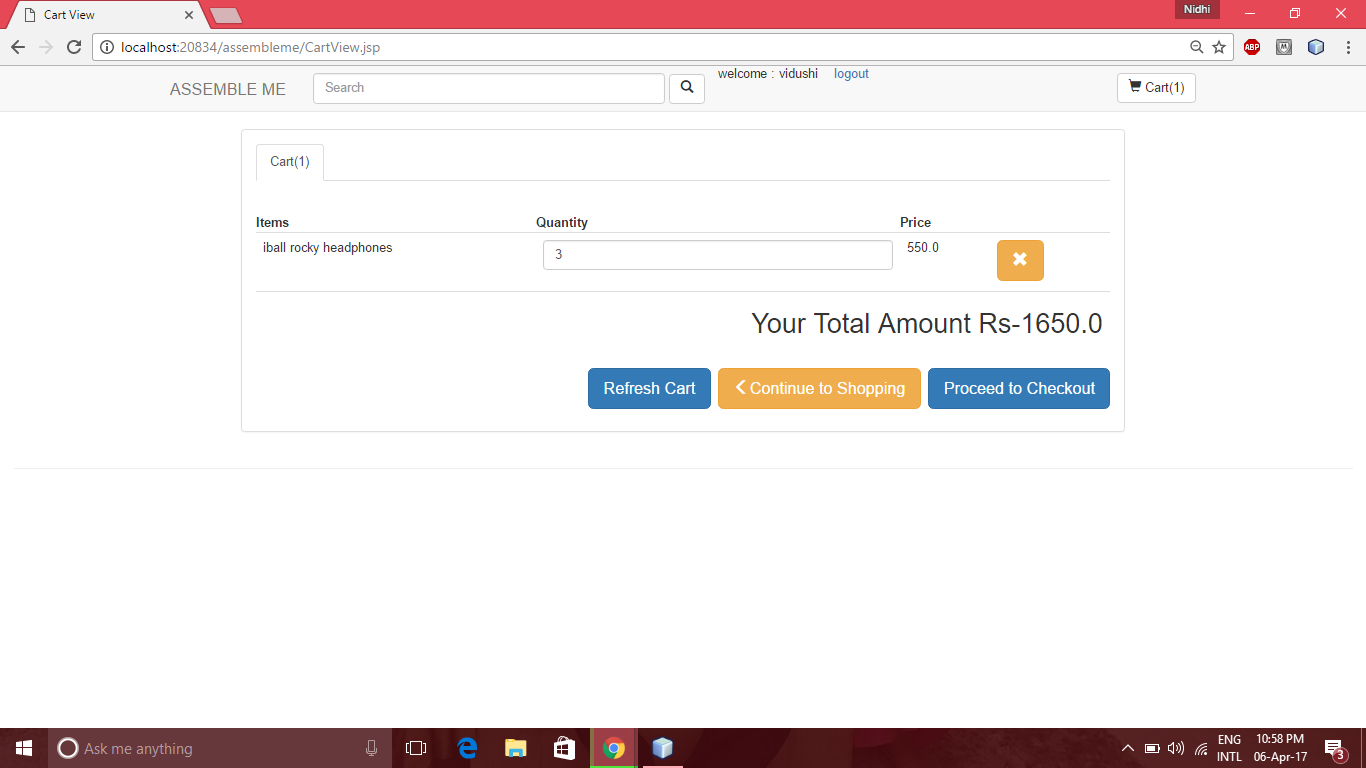 Cart View
Nidhi
localhost:20834/assembleme/CartView.jsp
ABP
ASSEMBLE ME
Search
welcome : vidushi logout
Cart(1)
Cart(1)
Items Quantity Price
iball rocky headphones 3 550.0
Your Total Amount Rs-1650.0
Refresh Cart
Continue to Shopping
Proceed to Checkout
Ask me anything
ENG
INTL
10:58 PM
06-Apr-17
3